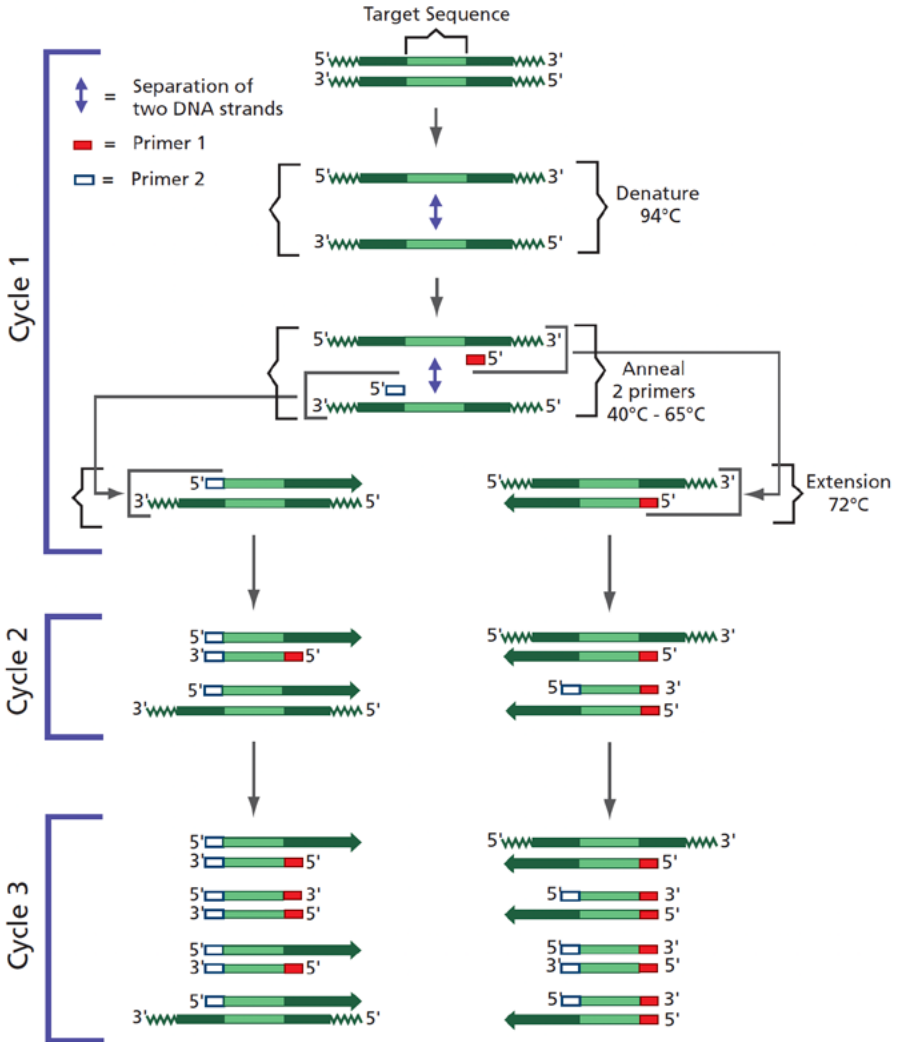 Target Sequence
5' 3'
3' 5'
= Separation of
two DNA strands
= Primer 1
= Primer 2
Cycle 1
5' 3'
3' 5'
Denature
94°C
5' 3'
5'
5'
3' 5'
Anneal
2 primers
40°C - 65°C
5'
3' 5'
5' 3'
5'
Extension
72°C
Cycle 2
5'
3' 5'
5'
3' 5'
5' 3'
5'
5' 3'
5'
Cycle 3
5'
3' 5'
5' 3'
3' 5'
5'
3' 5'
5'
3' 5'
5' 3'
5'
5' 3'
5'
5' 3'
3' 5'
5' 3'
5'